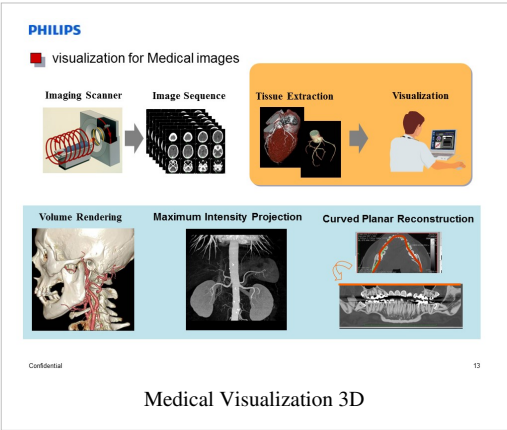 PHILIPS
visualization for Medical images
Imaging Scanner
Image Sequence
Tissue Extraction
Visualization
Volume Rendering
Maximum Intensity Projection
Curved Planar Reconstruction
Confidential
13
Medical Visualization 3D